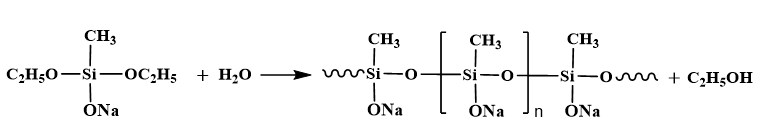 CH₃ CH₃ CH₃ CH₃
C₂H₅O—Si—OC₂H₅ + H₂O Si—O Si—O Si—O + C₂H₅OH
ONa ONa ONa n ONa